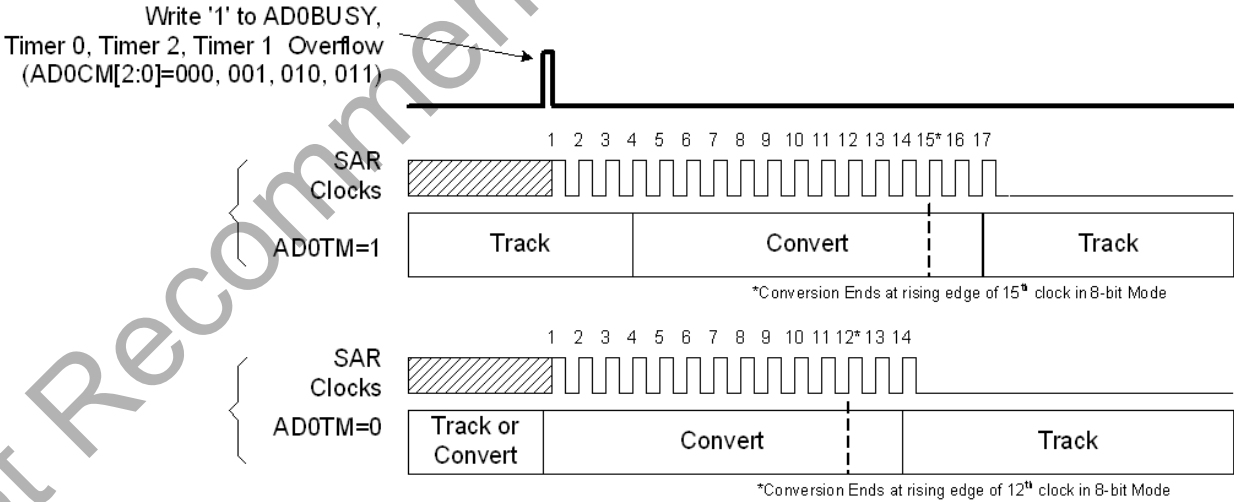 Write '1' to AD0BUSY,
Timer 0, Timer 2, Timer 1 Overflow
(AD0CM[2:0]=000, 001, 010, 011)
1 2 3 4 5 6 7 8 9 10 11 12 13 14 15* 16 17
SAR
Clocks
AD0TM=1
Track
Convert
Track
*Conversion Ends at rising edge of 15th clock in 8-bit Mode
1 2 3 4 5 6 7 8 9 10 11 12* 13 14
SAR
Clocks
AD0TM=0
Track or
Convert
Convert
Track
*Conversion Ends at rising edge of 12th clock in 8-bit Mode